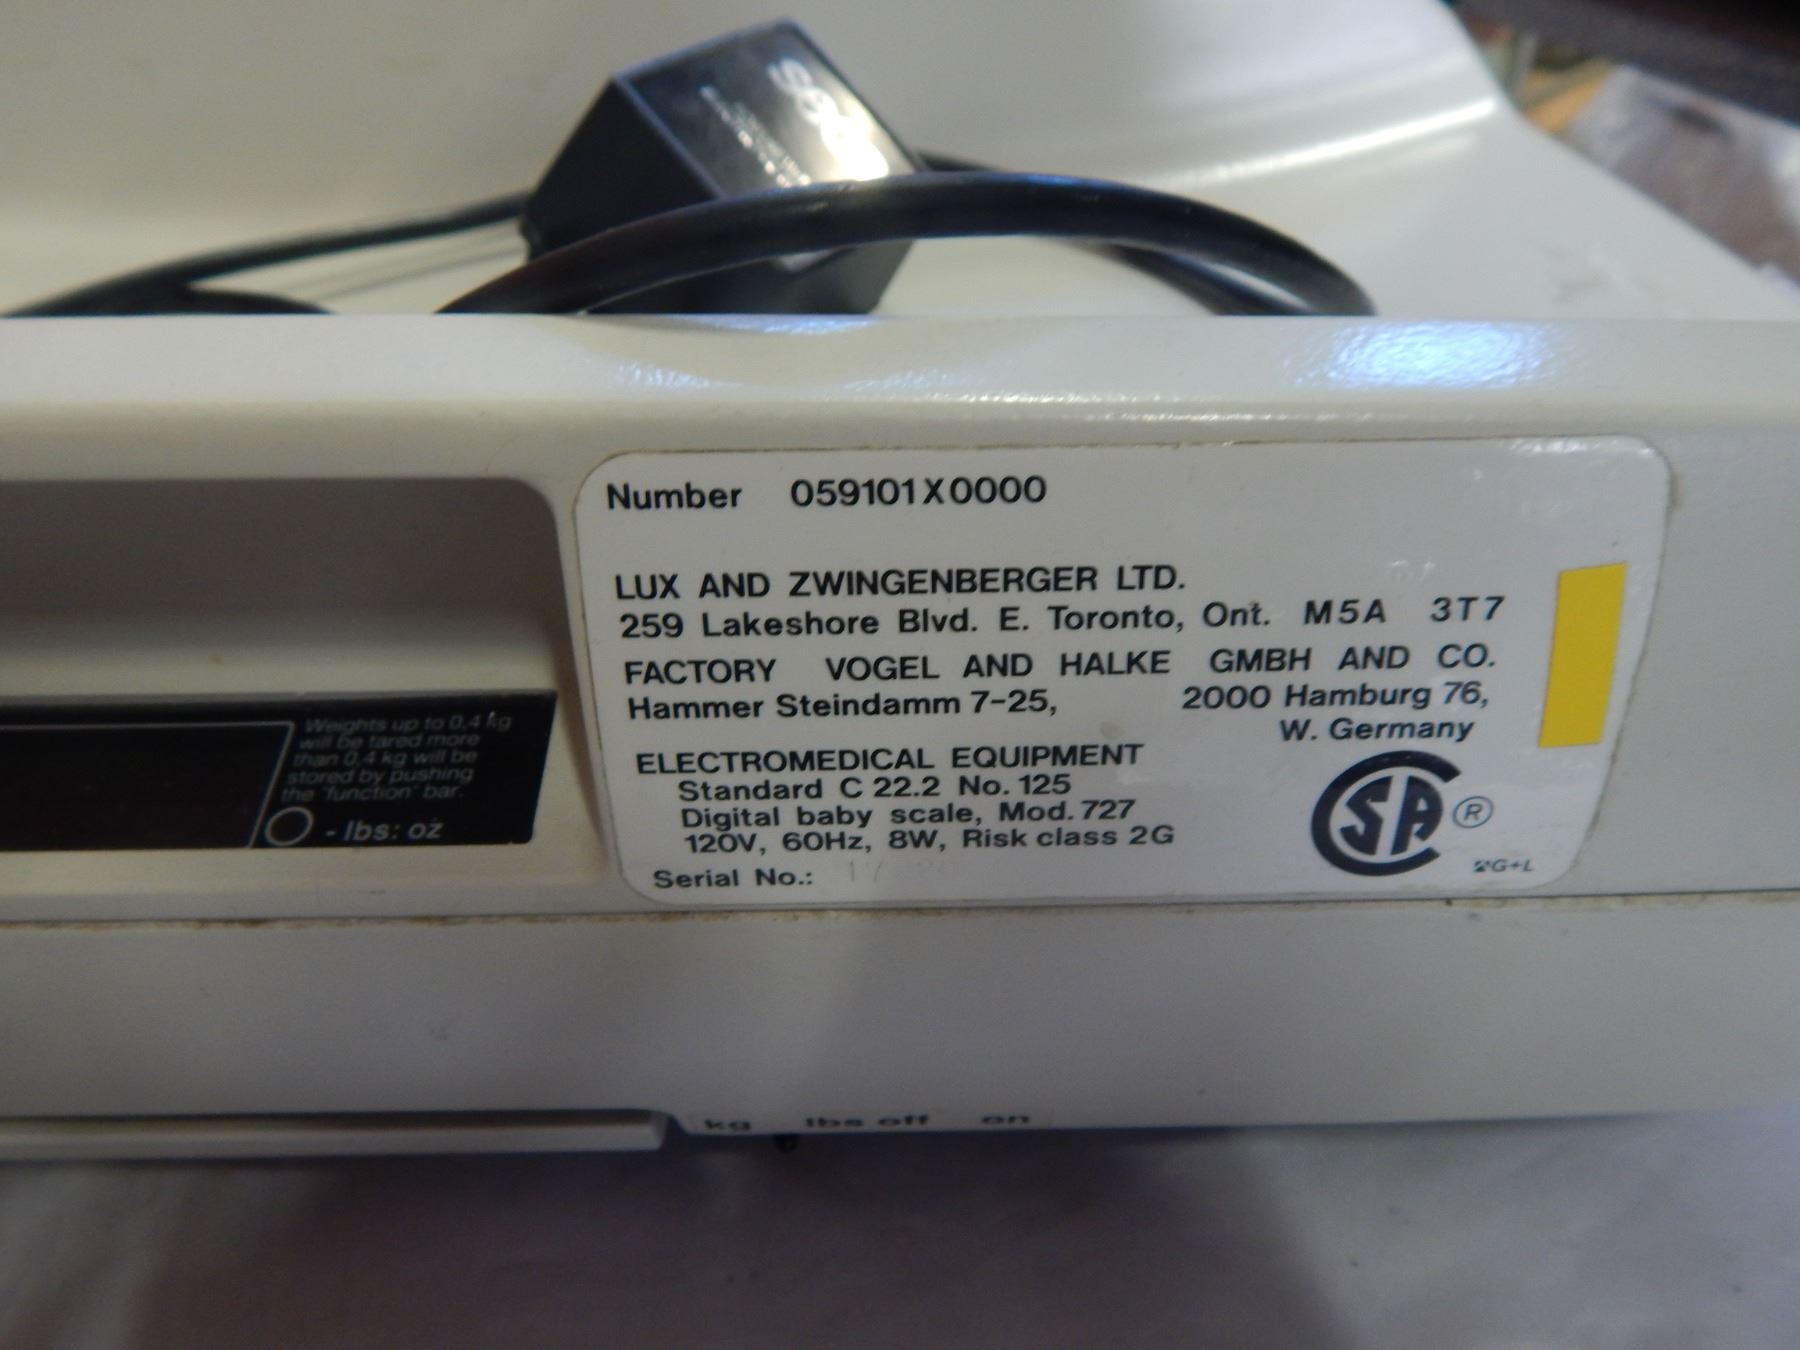 seca
Number 059101X0000
LUX AND ZWINGENBERGER LTD.
259 Lakeshore Blvd. E. Toronto, Ont. M5A 3T7
FACTORY VOGEL AND HALKE GMBH AND CO.
Hammer Steindamm 7-25, 2000 Hamburg 76,
W. Germany
ELECTROMEDICAL EQUIPMENT
Standard C 22.2 No. 125
Digital baby scale, Mod. 727
120V, 60Hz, 8W, Risk class 2G
Serial No.: 17
CSA ®
G+L
Weights up to 0.4 kg
will be tared more
than 0.4 kg will be
stored by pushing
the 'function' bar.
- lbs: oz
kg lbs off on